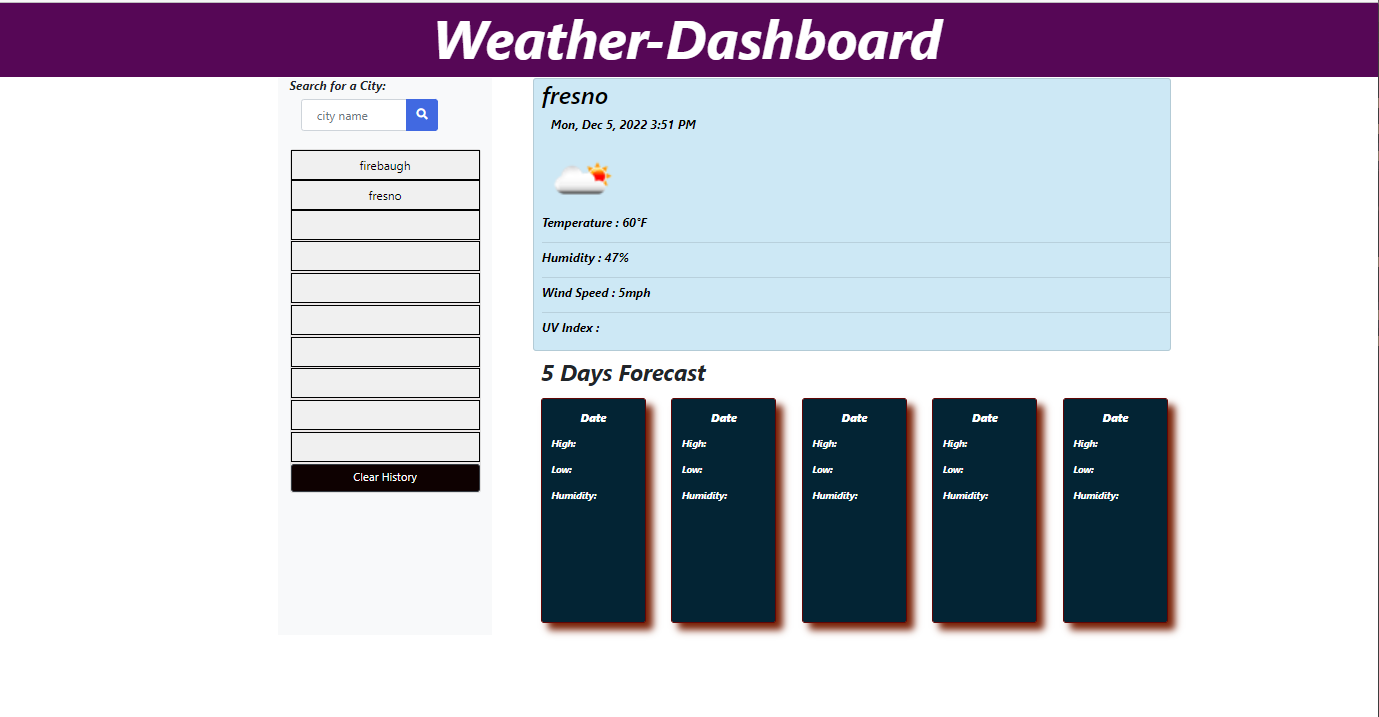 Weather-Dashboard
Search for a City:
city name
firebaugh
fresno
Clear History
fresno
Mon, Dec 5, 2022 3:51 PM
Temperature : 60°F
Humidity : 47%
Wind Speed : 5mph
UV Index :
5 Days Forecast
Date
High:
Low:
Humidity:
Date
High:
Low:
Humidity:
Date
High:
Low:
Humidity:
Date
High:
Low:
Humidity:
Date
High:
Low:
Humidity: